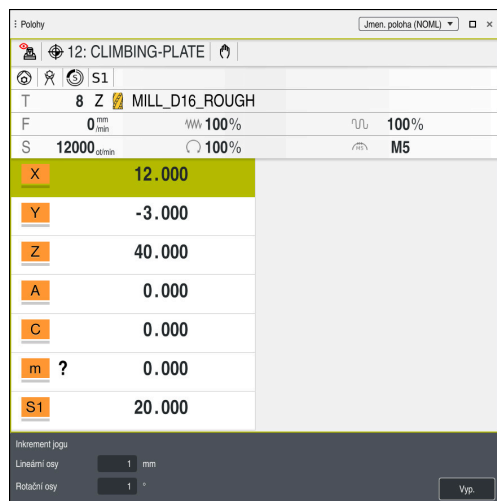 Polohy Jmen. poloha (NOML)
12: CLIMBING-PLATE
S S1
T 8 Z MILL_D16_ROUGH
F 0 mm/min 100% 100%
S 12000 ot/min 100% M5
X 12.000
Y -3.000
Z 40.000
A 0.000
C 0.000
m ? 0.000
S1 20.000
Inkrement jogu
Lineární osy 1 mm
Rotační osy 1 °
Vyp.